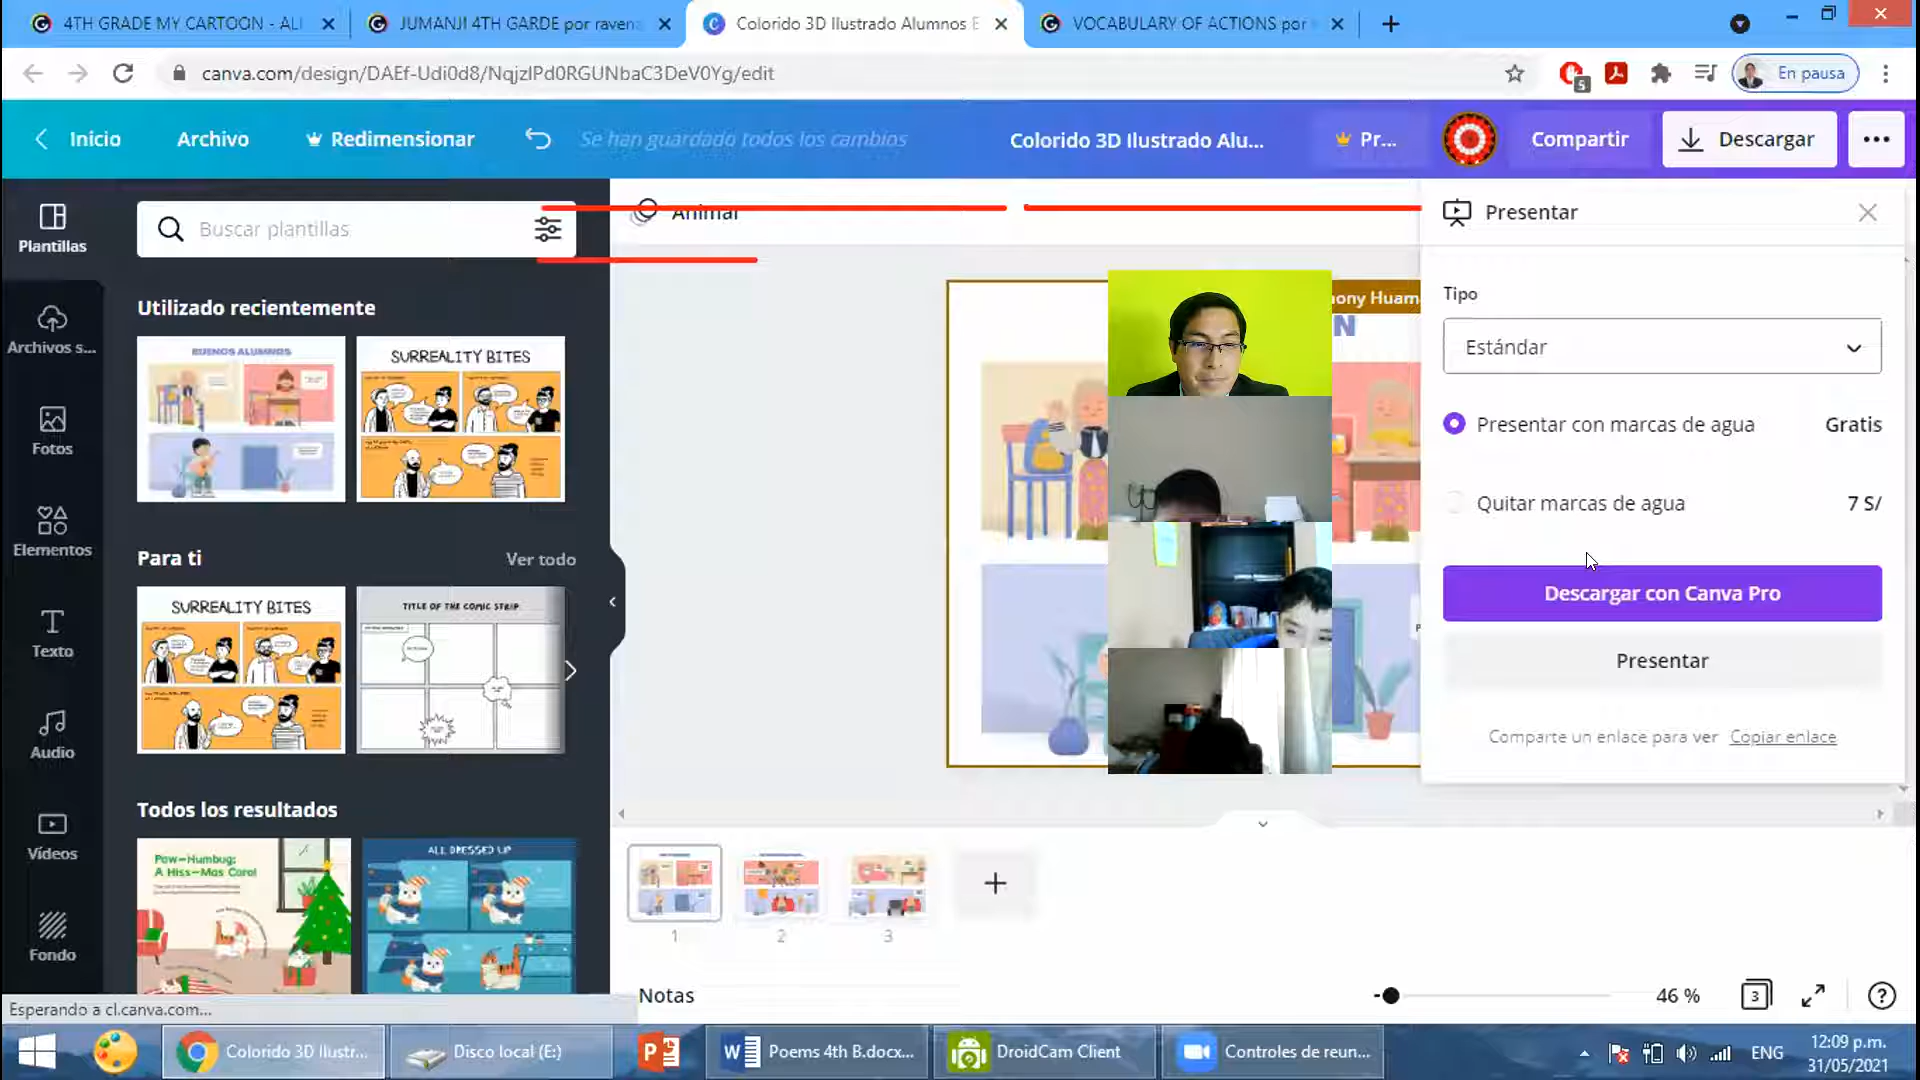 4TH GRADE MY CARTOON - ALI
JUMANJI 4TH GARDE por raven
Colorido 3D Ilustrado Alumnos E
VOCABULARY OF ACTIONS por
canva.com/design/DAEf-Udi0d8/NqjzIPd0RGUNbaC3DeV0Yg/edit
5
En pausa
Inicio
Archivo
Redimensionar
Se han guardado todos los cambios
Colorido 3D Ilustrado Alu...
Pr...
Compartir
Descargar
Plantillas
Buscar plantillas
Animar
Presentar
Archivos s...
Fotos
Elementos
Texto
Audio
Vídeos
Fondo
Utilizado recientemente
BUENOS ALUMNOS
SURREALITY BITES
Para ti
Ver todo
SURREALITY BITES
TITLE OF THE COMIC STRIP
Todos los resultados
Paw-Humbug:
A Hiss-Mas Carol
ALL DRESSED UP
ony Huam
N
Tipo
Estándar
Presentar con marcas de agua
Gratis
Quitar marcas de agua
7 S/
Descargar con Canva Pro
Presentar
Comparte un enlace para ver
Copiar enlace
1
2
3
Notas
46 %
3
Esperando a cl.canva.com...
Colorido 3D Ilustr...
Disco local (E:)
Poems 4th B.docx...
DroidCam Client
Controles de reun...
ENG
12:09 p.m.
31/05/2021